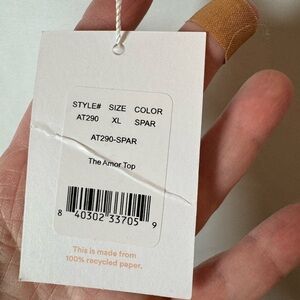 STYLE# SIZE COLOR
AT290 XL SPAR
AT290-SPAR
The Amor Top
8 40302 33705 9
This is made from
100% recycled paper.